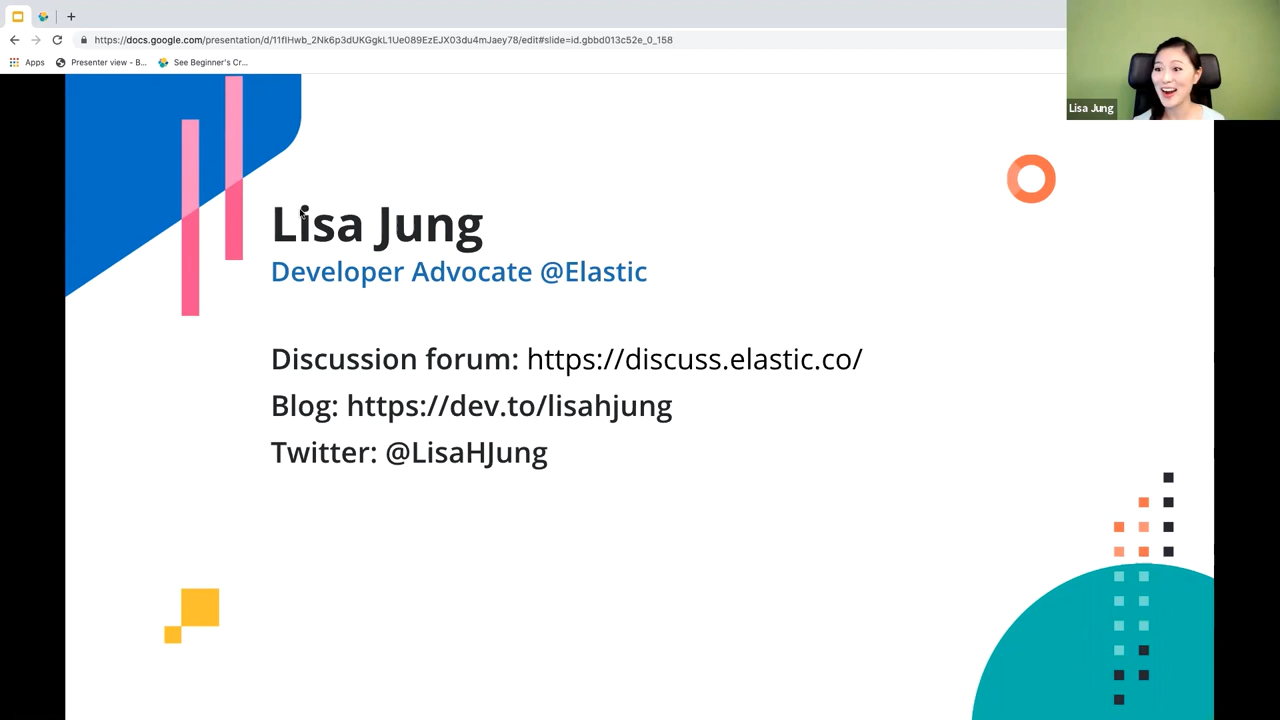 https://docs.google.com/presentation/d/11fIHwb_2Nk6p3dUKGgkL1Ue089EzEJX03du4mJaey78/edit#slide=id.gbbd013c52e_0_158
Apps
Presenter view - B...
See Beginner's Cr...
Lisa Jung
Lisa Jung
Developer Advocate @Elastic
Discussion forum: https://discuss.elastic.co/
Blog: https://dev.to/lisahjung
Twitter: @LisaHJung